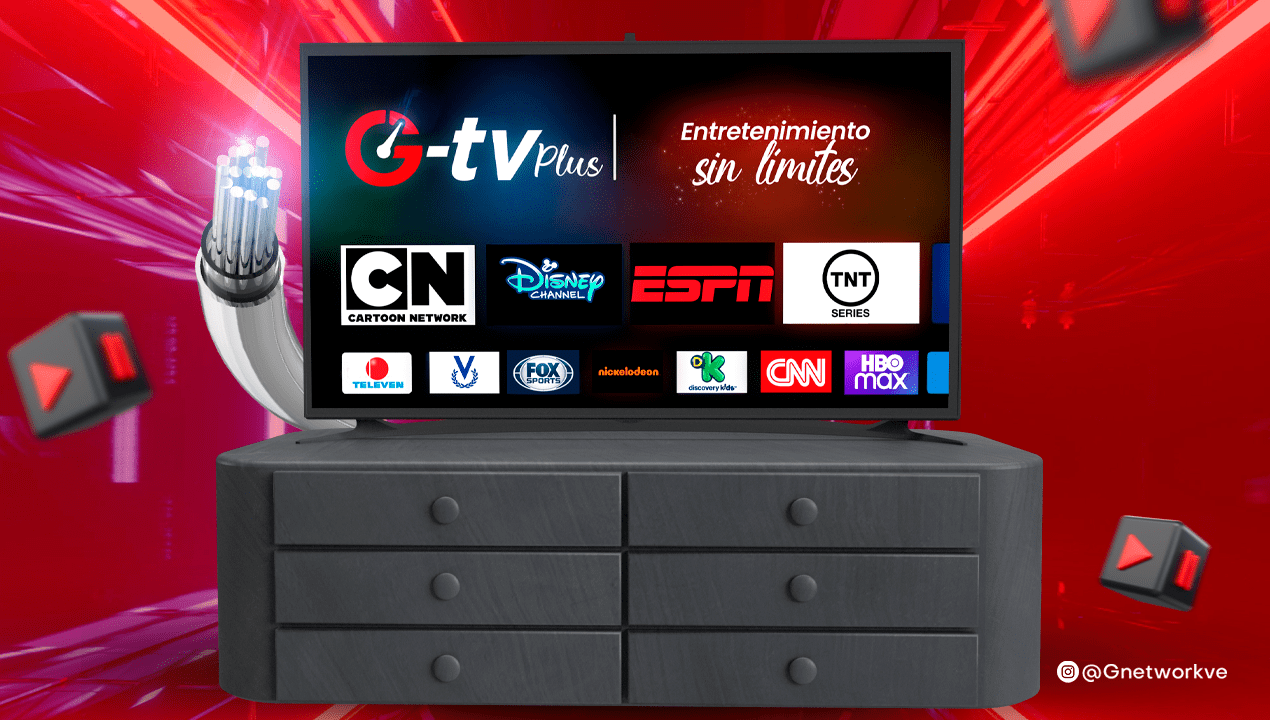 G-tv Plus
Entretenimiento
sin límites
CN
CARTOON NETWORK
DISNEY
CHANNEL
ESPN
TNT
SERIES
TELEVEN
V
FOX
SPORTS
nickelodeon
DK
discovery kids
CNN
HBO
max
@Gnetworkve